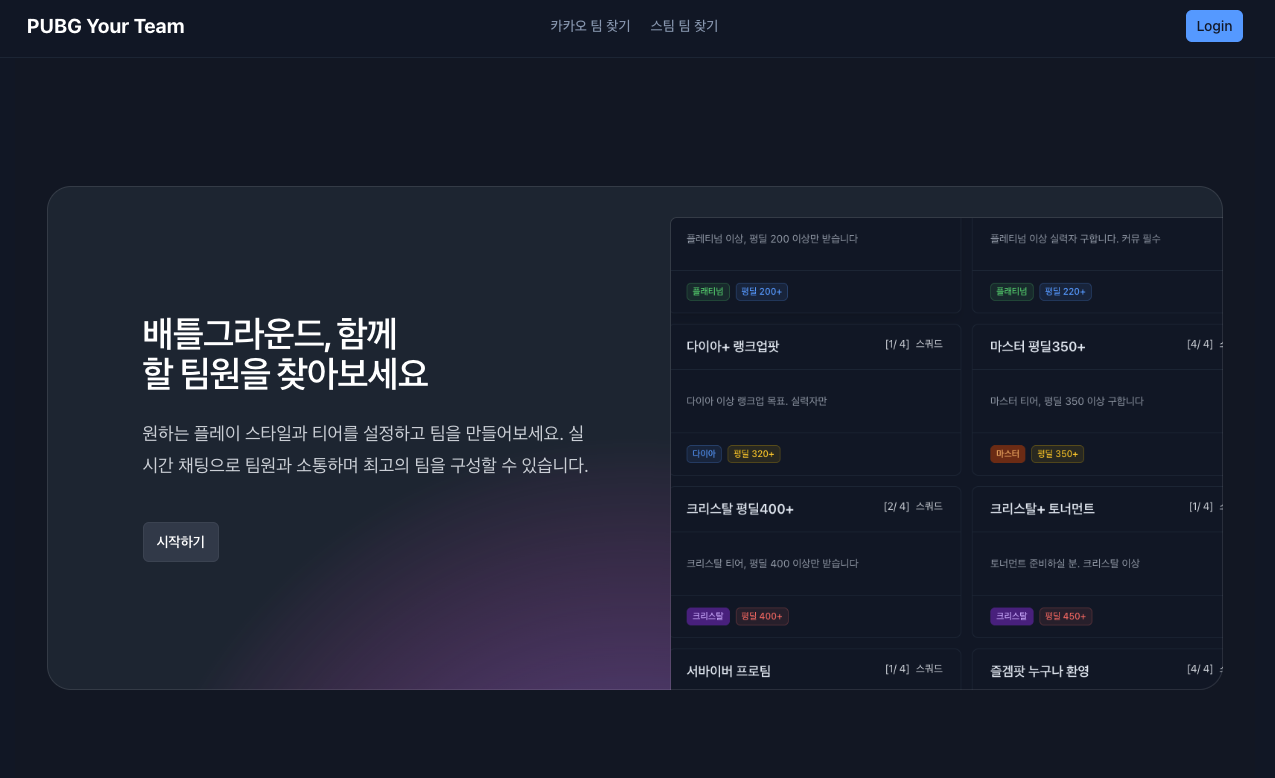 PUBG Your Team
카카오 팀 찾기
스팀 팀 찾기
Login
배틀그라운드, 함께
할 팀원을 찾아보세요
원하는 플레이 스타일과 티어를 설정하고 팀을 만들어보세요. 실
시간 채팅으로 팀원과 소통하며 최고의 팀을 구성할 수 있습니다.
시작하기
플레티넘 이상, 평딜 200 이상만 받습니다
플래티넘 평딜 200+
플레티넘 이상 실력자 구합니다. 커뮤 필수
플래티넘 평딜 220+
다이아+ 랭크업팟 [1/ 4] 스쿼드
다이아 이상 랭크업 목표. 실력자만
다이아 평딜 320+
마스터 평딜350+ [4/ 4]
마스터 티어, 평딜 350 이상 구합니다
마스터 평딜 350+
크리스탈 평딜400+ [2/ 4] 스쿼드
크리스탈 티어, 평딜 400 이상만 받습니다
크리스탈 평딜 400+
크리스탈+ 토너먼트 [1/ 4]
토너먼트 준비하실 분. 크리스탈 이상
크리스탈 평딜 450+
서바이버 프로팀 [1/ 4] 스쿼드
즐겜팟 누구나 환영 [4/ 4]